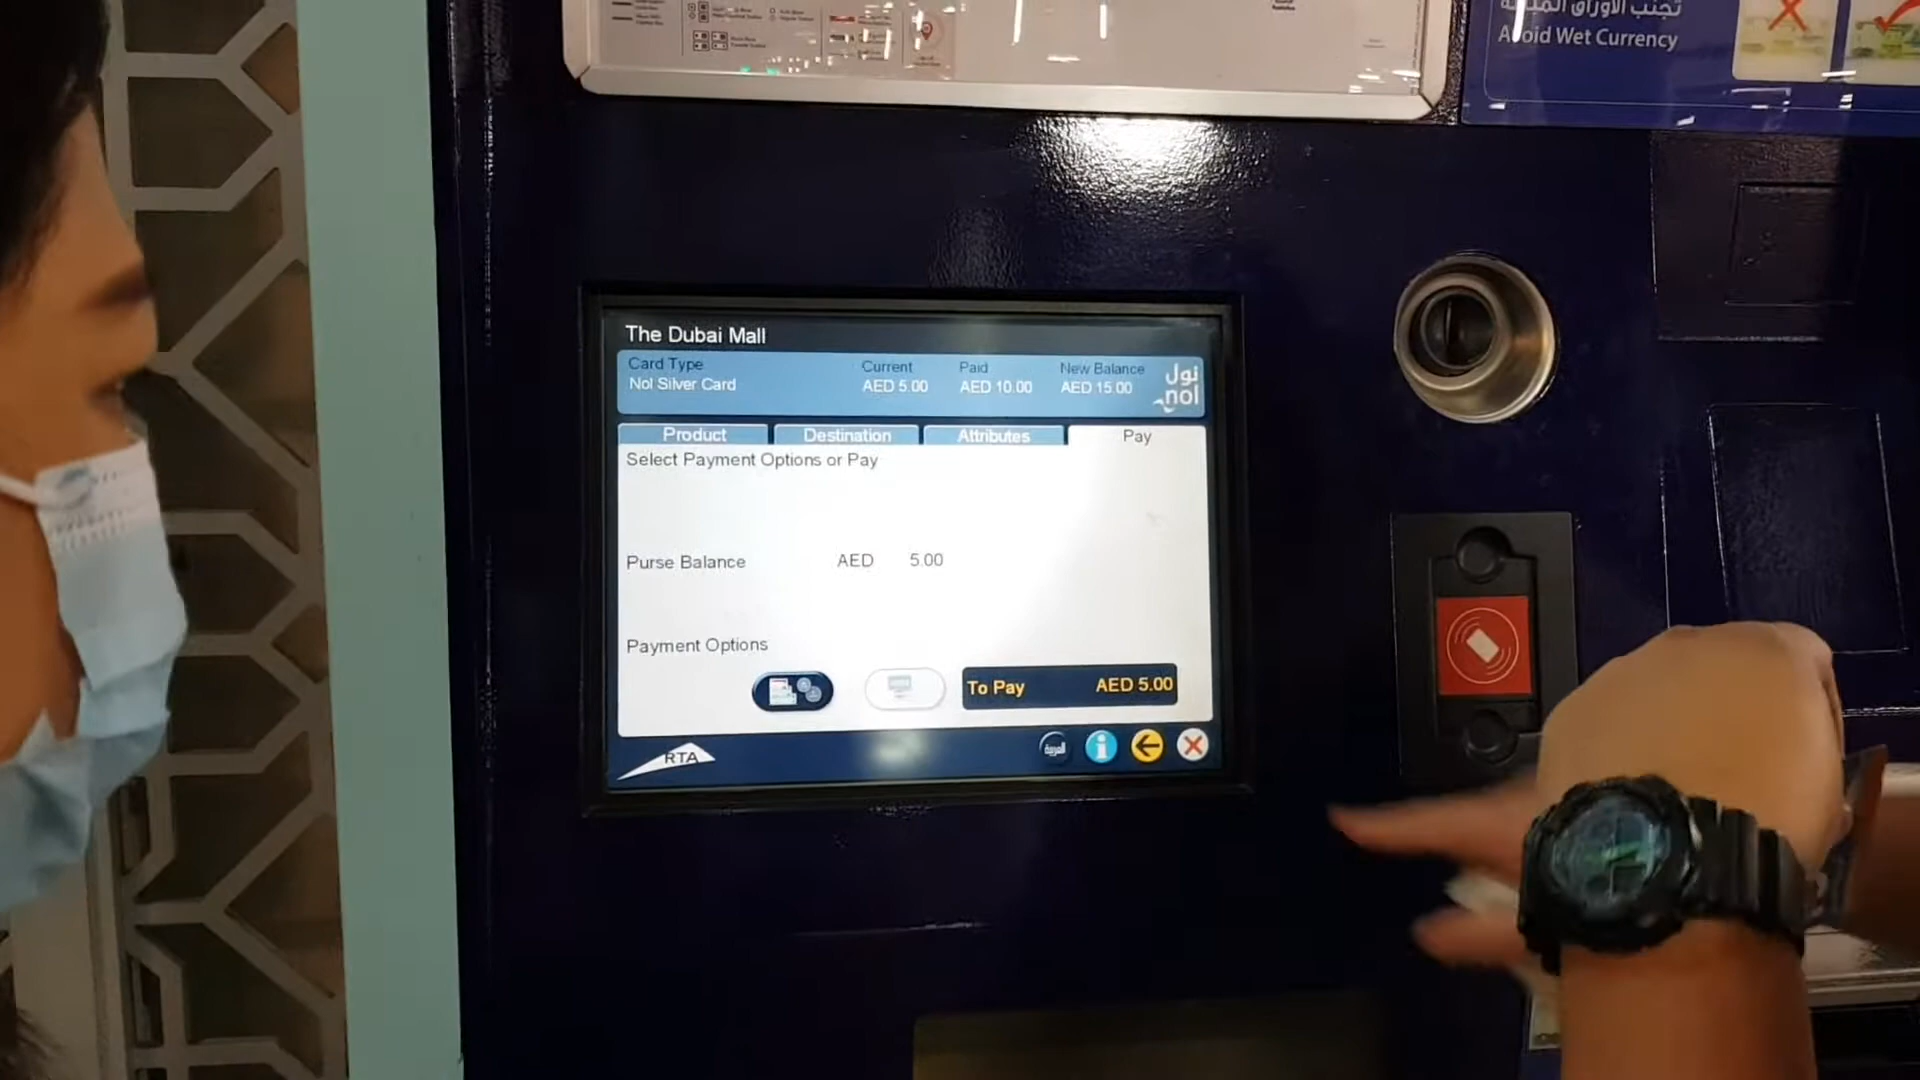 تجنب الأوراق المبتلة
Avoid Wet Currency
The Dubai Mall
Card Type Current Paid New Balance
Nol Silver Card AED 5.00 AED 10.00 AED 15.00
نول
nol
Product Destination Attributes Pay
Select Payment Options or Pay
Purse Balance AED 5.00
Payment Options
To Pay AED 5.00
RTA
العربية